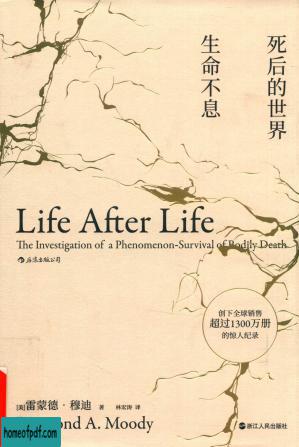 死后的世界
生命不息
Life After Life
The Investigation of a Phenomenon-Survival of Bodily Death
后浪出版公司
创下全球销售
超过1300万册
的惊人纪录
[美]雷蒙德·穆迪 著 林宏涛 译
ond A. Moody
浙江人民出版社
homeofpdf.com